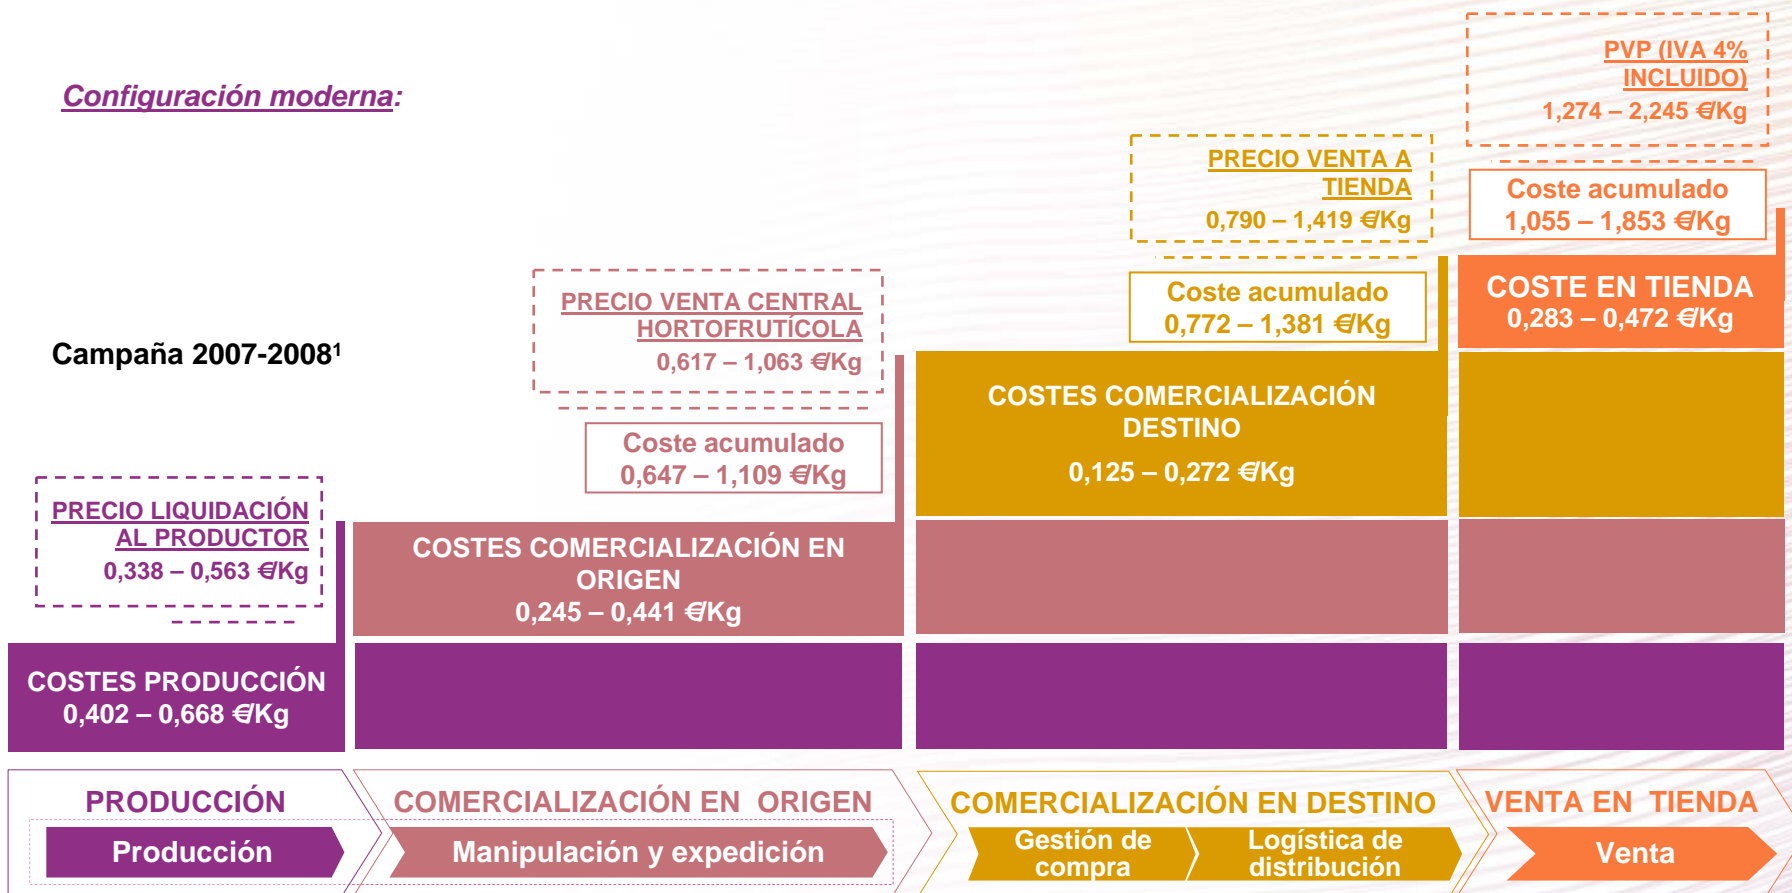 Configuración moderna:
Campaña 2007-2008¹
PRECIO LIQUIDACIÓN
AL PRODUCTOR
0,338 – 0,563 €/Kg
COSTES PRODUCCIÓN
0,402 – 0,668 €/Kg
PRECIO VENTA CENTRAL
HORTOFRUTÍCOLA
0,617 – 1,063 €/Kg
Coste acumulado
0,647 – 1,109 €/Kg
COSTES COMERCIALIZACIÓN EN
ORIGEN
0,245 – 0,441 €/Kg
PRECIO VENTA A
TIENDA
0,790 – 1,419 €/Kg
Coste acumulado
0,772 – 1,381 €/Kg
COSTES COMERCIALIZACIÓN
DESTINO
0,125 – 0,272 €/Kg
PVP (IVA 4%
INCLUIDO)
1,274 – 2,245 €/Kg
Coste acumulado
1,055 – 1,853 €/Kg
COSTE EN TIENDA
0,283 – 0,472 €/Kg
PRODUCCIÓN
Producción
COMERCIALIZACIÓN EN ORIGEN
Manipulación y expedición
COMERCIALIZACIÓN EN DESTINO
Gestión de
compra
Logística de
distribución
VENTA EN TIENDA
Venta